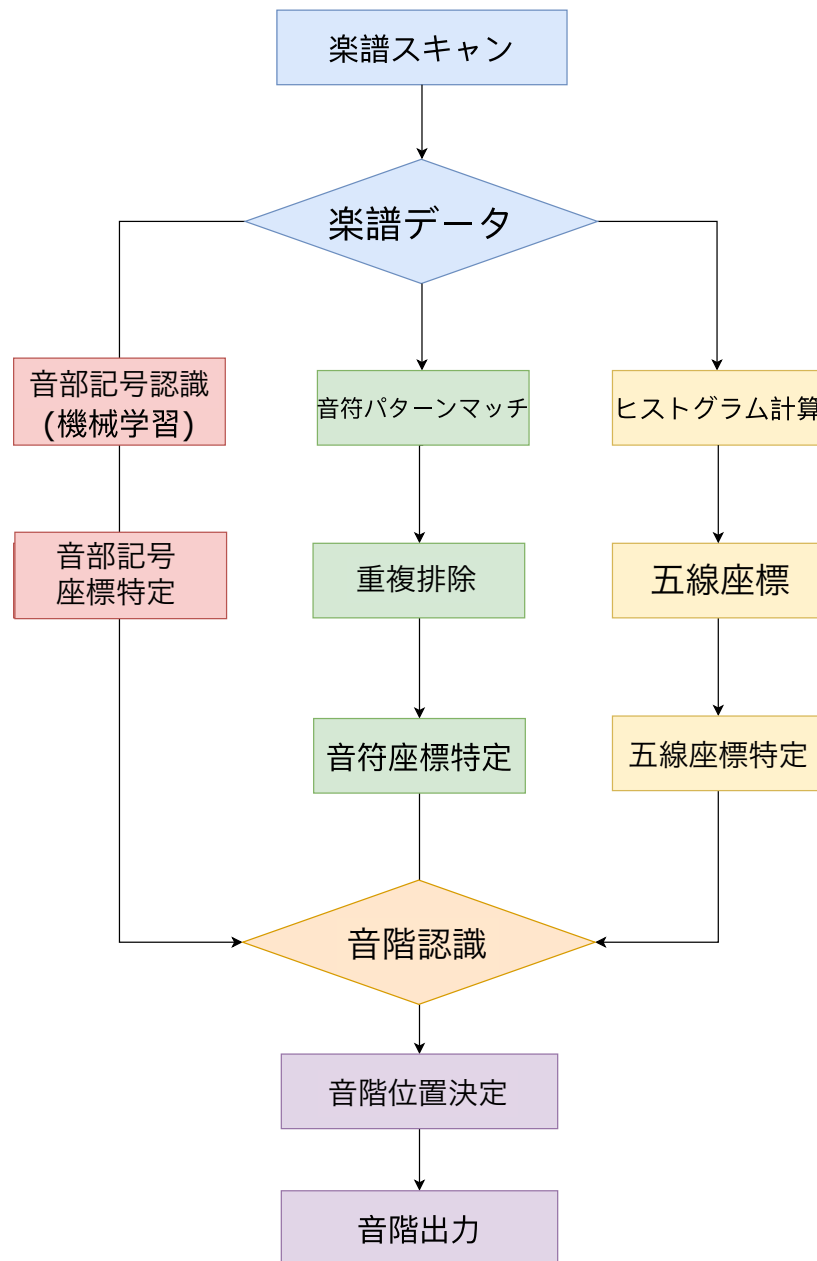 楽譜スキャン
楽譜データ
音部記号認識
(機械学習)
音符パターンマッチ
ヒストグラム計算
音部記号
座標特定
重複排除
五線座標
音符座標特定
五線座標特定
音階認識
音階位置決定
音階出力